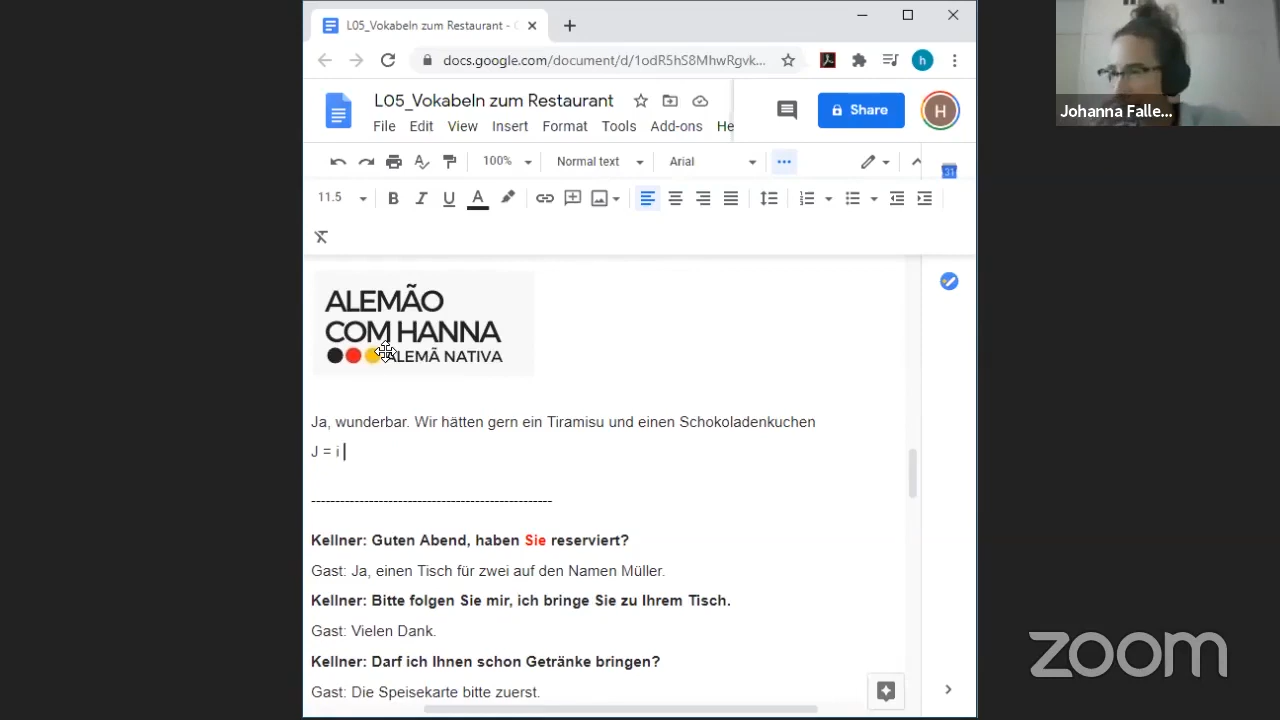 L05_Vokabeln zum Restaurant -
docs.google.com/document/d/1odR5hS8MhwRgvk...
h
L05_Vokabeln zum Restaurant
Share
H
File Edit View Insert Format Tools Add-ons He
100% Normal text Arial
31
11.5 B I U A
ALEMÃO
COM HANNA
ALEMÃ NATIVA
Ja, wunderbar. Wir hätten gern ein Tiramisu und einen Schokoladenkuchen
J = i
--------------------------------------------------
Kellner: Guten Abend, haben Sie reserviert?
Gast: Ja, einen Tisch für zwei auf den Namen Müller.
Kellner: Bitte folgen Sie mir, ich bringe Sie zu Ihrem Tisch.
Gast: Vielen Dank.
Kellner: Darf ich Ihnen schon Getränke bringen?
Gast: Die Speisekarte bitte zuerst.
Johanna Falle...
zoom